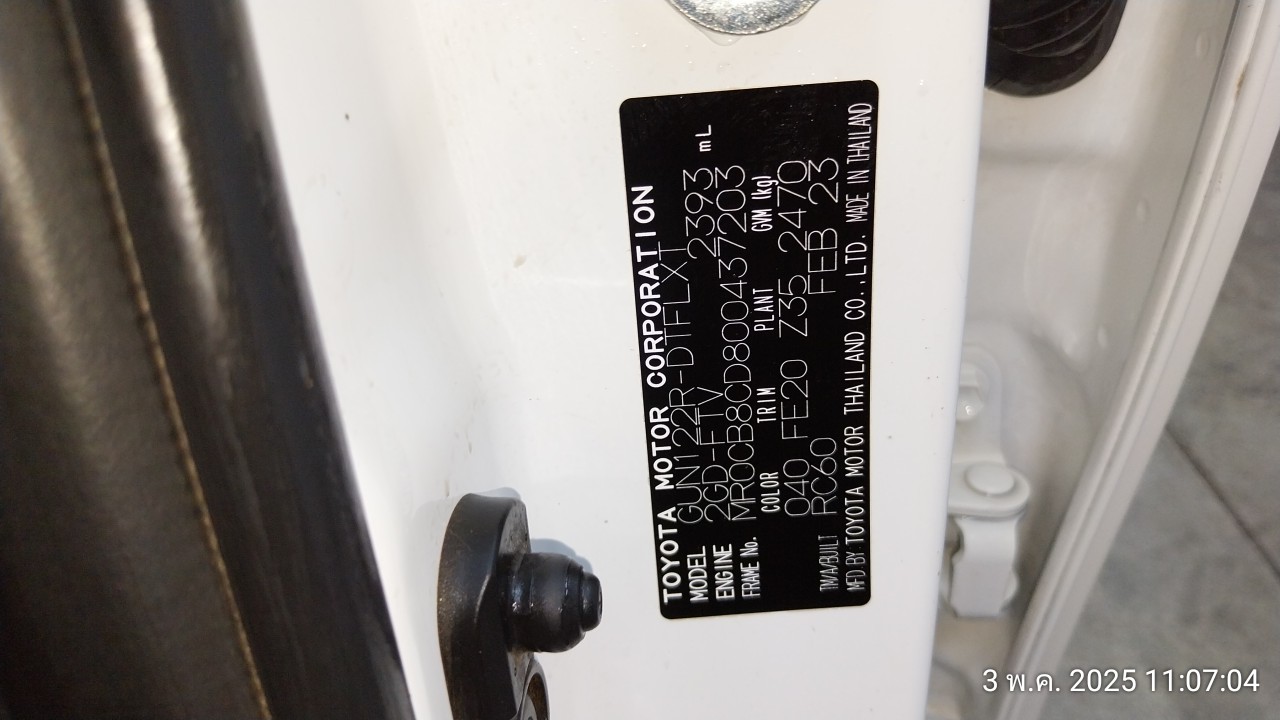 TOYOTA MOTOR CORPORATION
MODEL GUN122R-DTFLXT
ENGINE 2GD-FTV 2393 mL
FRAME No. MR0CB8CD800437203
COLOR TRIM PLANT GVM (kg)
040 FE20 Z35 2470
TM/A/BUILT RC60 FEB 23
MFD BY TOYOTA MOTOR THAILAND CO.,LTD. MADE IN THAILAND
3 พ.ค. 2025 11:07:04